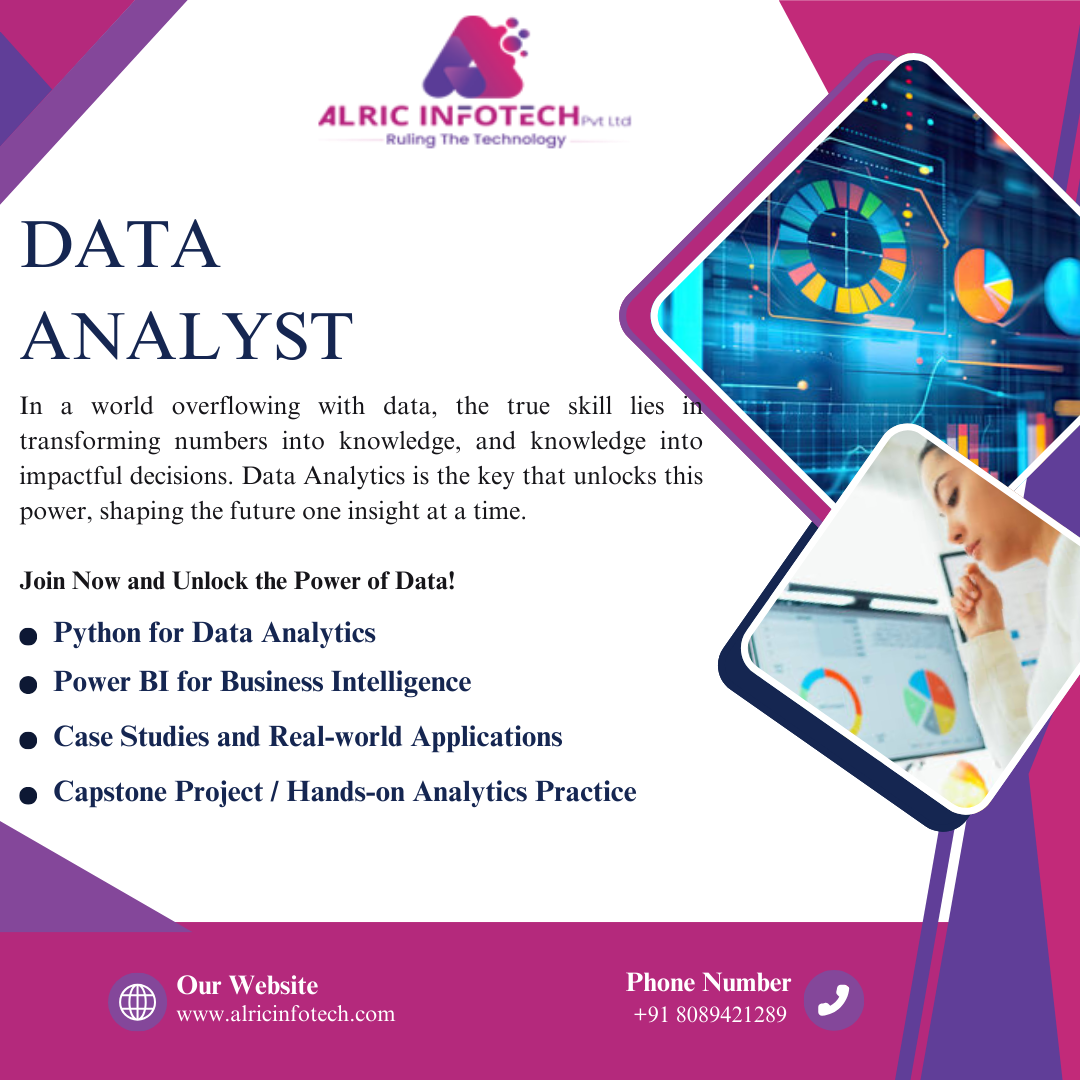 ALRIC INFOTECH Pvt Ltd
Ruling The Technology
DATA
ANALYST
In a world overflowing with data, the true skill lies in
transforming numbers into knowledge, and knowledge into
impactful decisions. Data Analytics is the key that unlocks this
power, shaping the future one insight at a time.
Join Now and Unlock the Power of Data!
Python for Data Analytics
Power BI for Business Intelligence
Case Studies and Real-world Applications
Capstone Project / Hands-on Analytics Practice
Our Website
www.alricinfotech.com
Phone Number
+91 8089421289